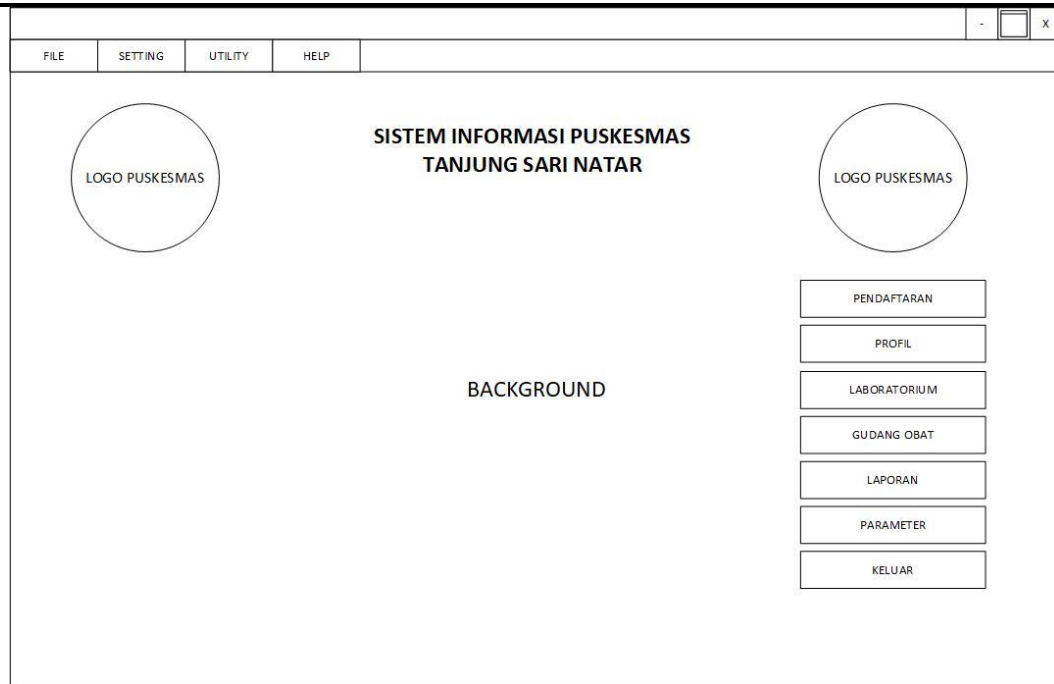 - X
FILE SETTING UTILITY HELP
SISTEM INFORMASI PUSKESMAS
TANJUNG SARI NATAR
LOGO PUSKESMAS
LOGO PUSKESMAS
PENDAFTARAN
PROFIL
BACKGROUND
LABORATORIUM
GUDANG OBAT
LAPORAN
PARAMETER
KELUAR